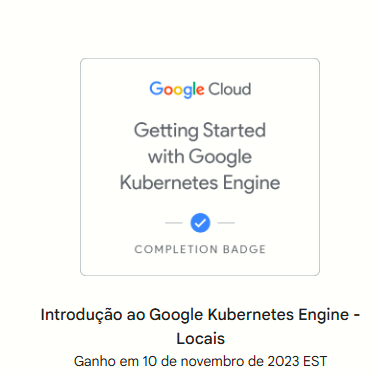 Google Cloud
Getting Started
with Google
Kubernetes Engine
COMPLETION BADGE
Introdução ao Google Kubernetes Engine -
Locais
Ganho em 10 de novembro de 2023 EST